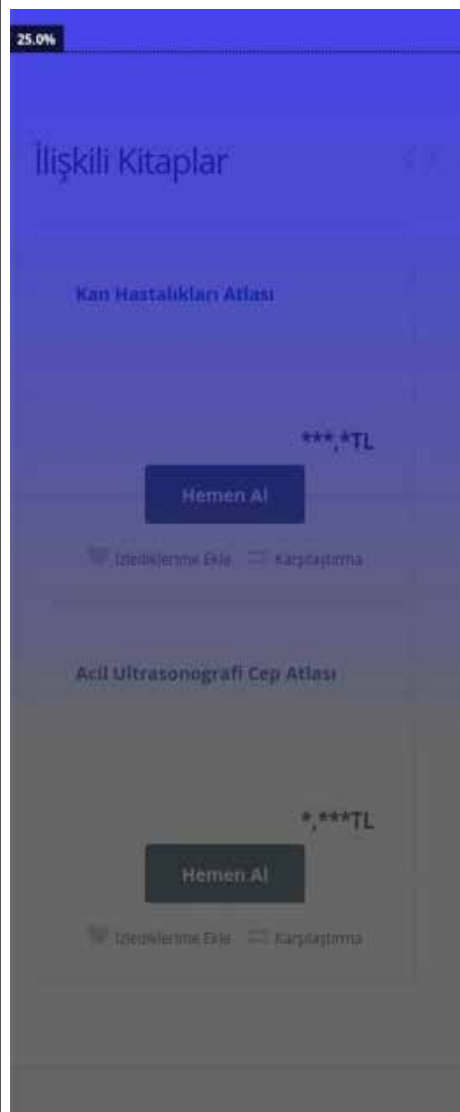 25.0%
İlişkili Kitaplar
Kan Hastalıkları Atlası
***,*TL
Hemen Al
İzlediklerime Ekle Karşılaştırma
Acil Ultrasonografi Cep Atlası
*,***TL
Hemen Al
İzlediklerime Ekle Karşılaştırma